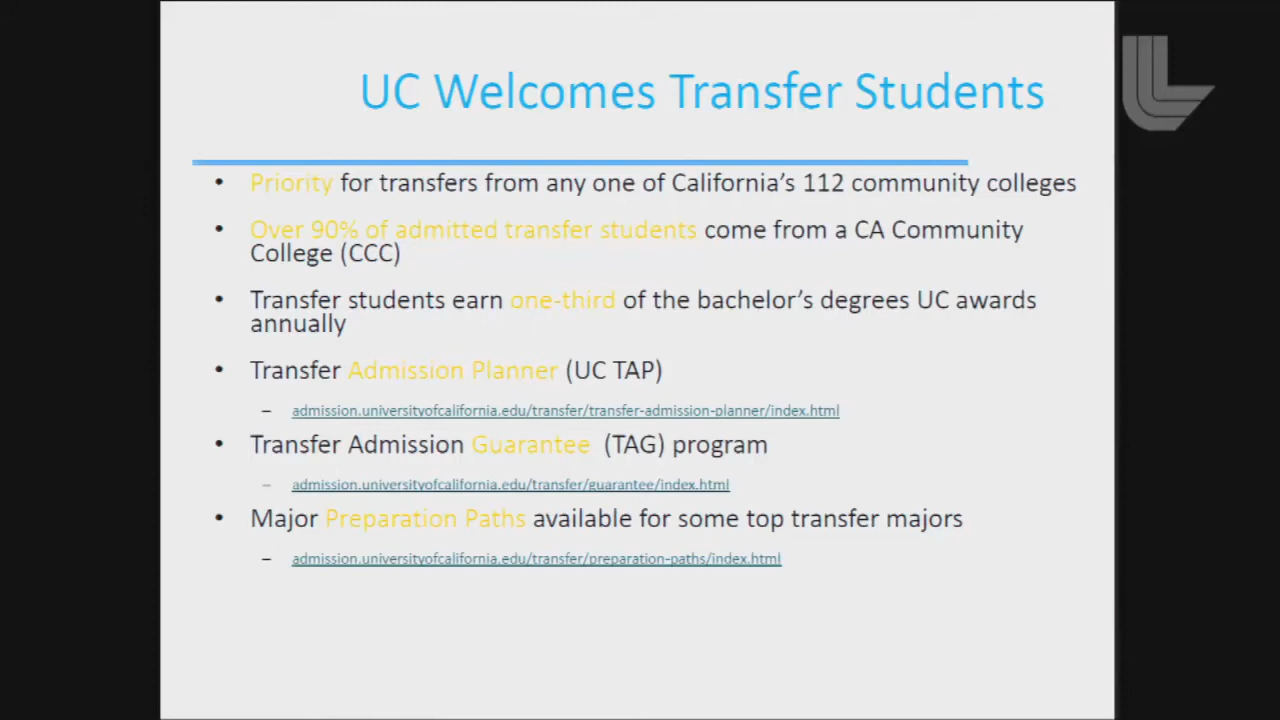 UC Welcomes Transfer Students
• Priority for transfers from any one of California's 112 community colleges
• Over 90% of admitted transfer students come from a CA Community
College (CCC)
• Transfer students earn one-third of the bachelor's degrees UC awards
annually
• Transfer Admission Planner (UC TAP)
– admission.universityofcalifornia.edu/transfer/transfer-admission-planner/index.html
• Transfer Admission Guarantee (TAG) program
– admission.universityofcalifornia.edu/transfer/guarantee/index.html
• Major Preparation Paths available for some top transfer majors
– admission.universityofcalifornia.edu/transfer/preparation-paths/index.html